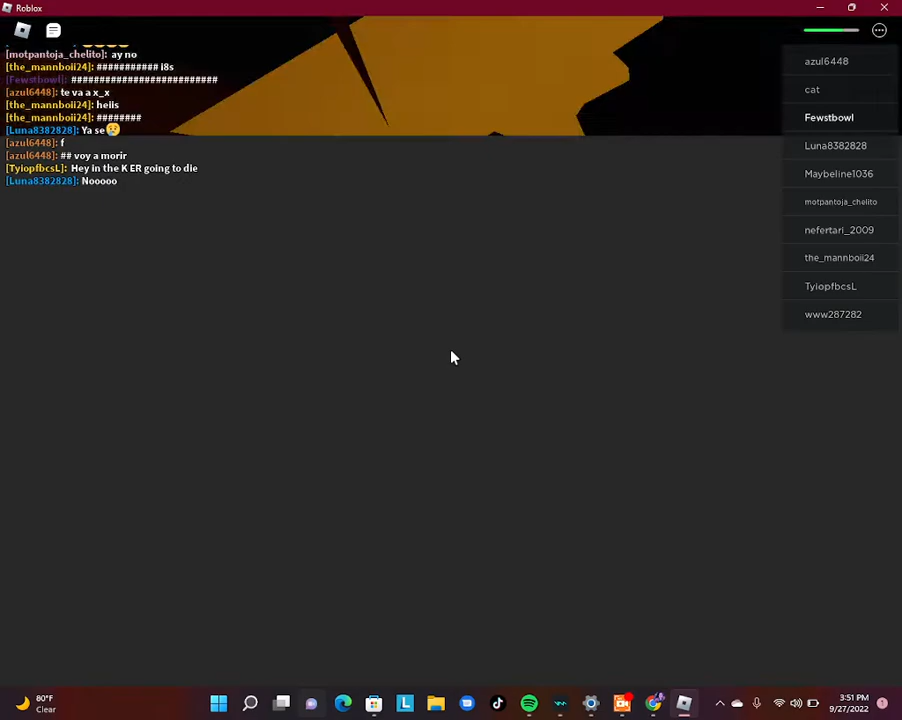 Roblox
[motpantoja_chelito]: ay no
[the_mannboii24]: ########### i8s
[Fewstbowl]: ##########################
[azul6448]: te va a x_x
[the_mannboii24]: heiis
[the_mannboii24]: ########
[Luna8382828]: Ya se😢
[azul6448]: f
[azul6448]: ## voy a morir
[TyiopfbcsL]: Hey in the K ER going to die
[Luna8382828]: Nooooo
azul6448
cat
Fewstbowl
Luna8382828
Maybeline1036
motpantoja_chelito
nefertari_2009
the_mannboii24
TyiopfbcsL
www287282
80°F
Clear
L
3:51 PM
9/27/2022
1